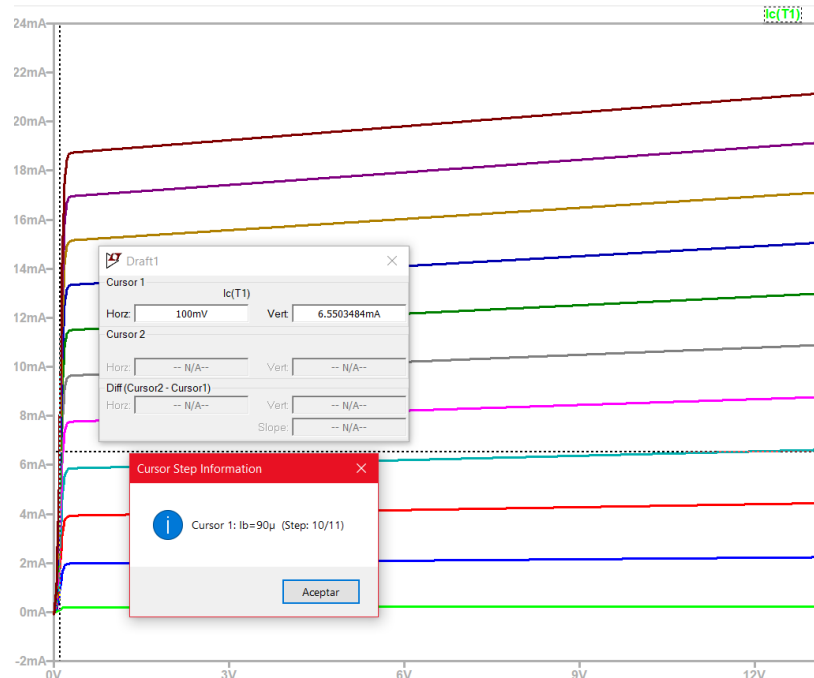 Ic(T1)
24mA
22mA
20mA
18mA
16mA
14mA
12mA
10mA
8mA
6mA
4mA
2mA
0mA
-2mA
0V
3V
6V
9V
12V
Draft1
Cursor 1
Ic(T1)
Horz: 100mV Vert: 6.5503484mA
Cursor 2
Horz: -- N/A-- Vert: -- N/A--
Diff (Cursor2 - Cursor1)
Horz: -- N/A-- Vert: -- N/A--
Slope: -- N/A--
Cursor Step Information
Cursor 1: Ib=90µ (Step: 10/11)
Aceptar